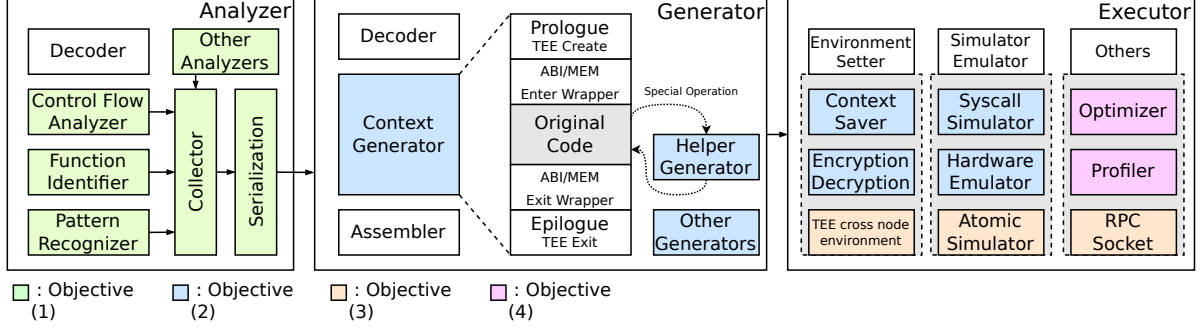 Analyzer
Decoder
Other
Analyzers
Control Flow
Analyzer
Function
Identifier
Pattern
Recognizer
Collector
Serialization
Generator
Decoder
Context
Generator
Assembler
Prologue
TEE Create
ABI/MEM
Enter Wrapper
Original
Code
ABI/MEM
Exit Wrapper
Epilogue
TEE Exit
Special Operation
Helper
Generator
Other
Generators
Executor
Environment
Setter
Context
Saver
Encryption
Decryption
TEE cross node
environment
Simulator
Emulator
Syscall
Simulator
Hardware
Emulator
Atomic
Simulator
Others
Optimizer
Profiler
RPC
Socket
: Objective
(1)
: Objective
(2)
: Objective
(3)
: Objective
(4)